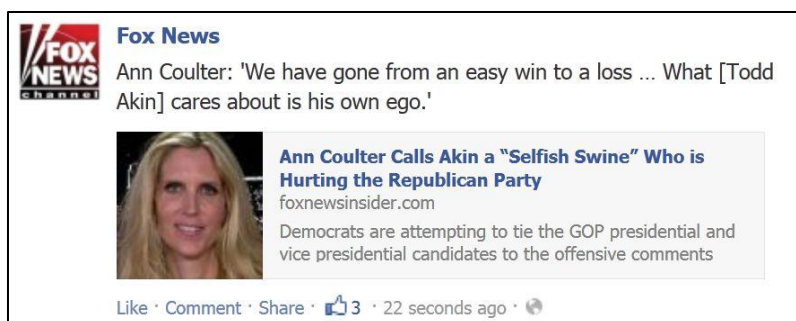 FOX
NEWS
channel
Fox News
Ann Coulter: 'We have gone from an easy win to a loss ... What [Todd
Akin] cares about is his own ego.'
Ann Coulter Calls Akin a “Selfish Swine” Who is
Hurting the Republican Party
foxnewsinsider.com
Democrats are attempting to tie the GOP presidential and
vice presidential candidates to the offensive comments
Like · Comment · Share · 3 · 22 seconds ago ·